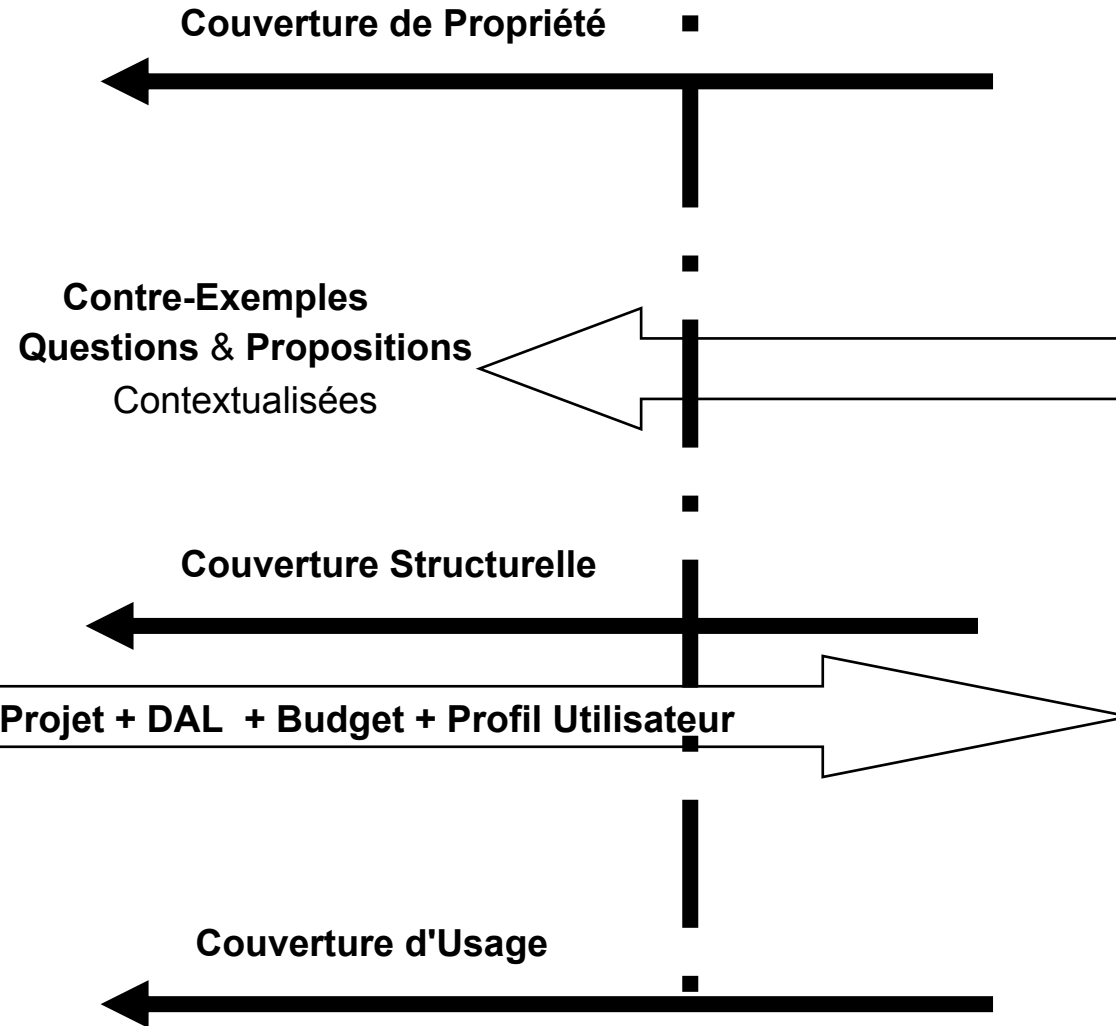 Couverture de Propriété
Contre-Exemples
Questions & Propositions
Contextualisées
Couverture Structurelle
Projet + DAL + Budget + Profil Utilisateur
Couverture d'Usage